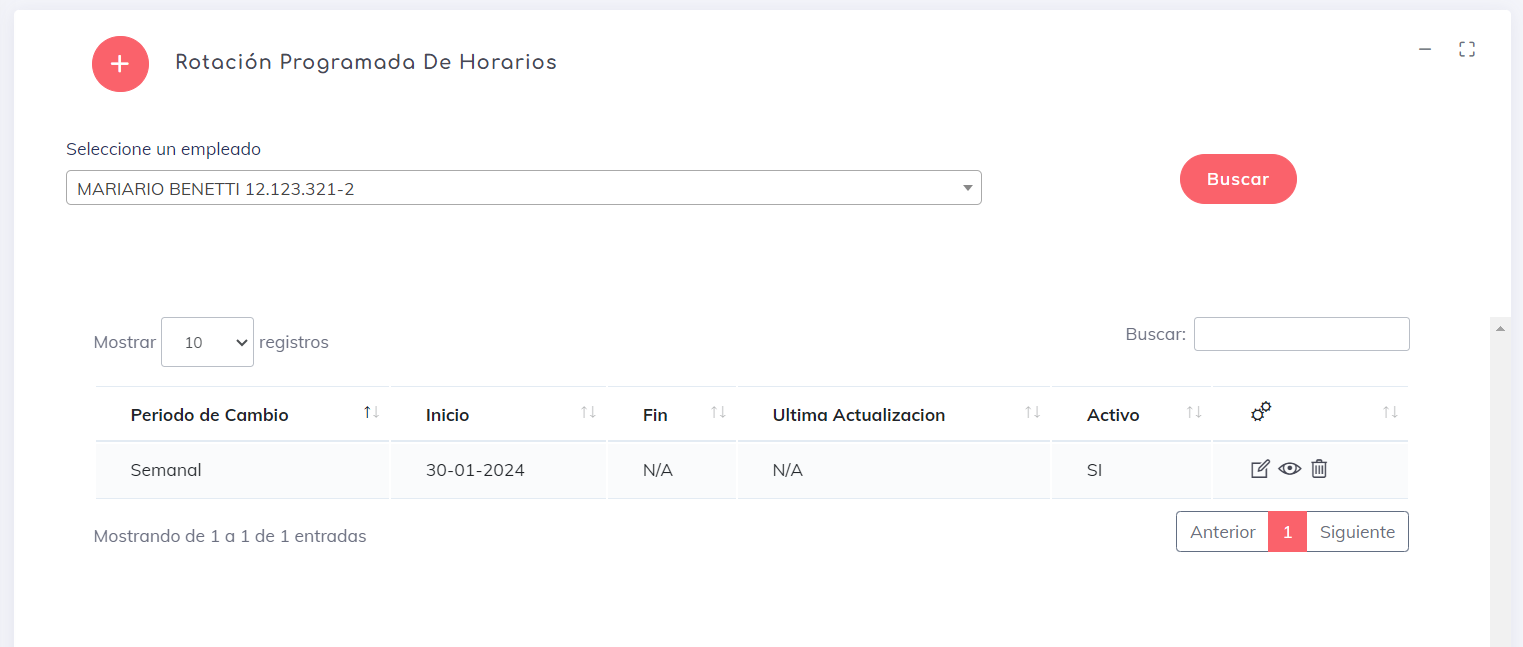 Rotación Programada De Horarios
Seleccione un empleado
MARIARIO BENETTI 12.123.321-2
Buscar
Mostrar 10 registros
Buscar:
Periodo de Cambio Inicio Fin Ultima Actualizacion Activo
Semanal 30-01-2024 N/A N/A SI
Mostrando de 1 a 1 de 1 entradas
Anterior 1 Siguiente